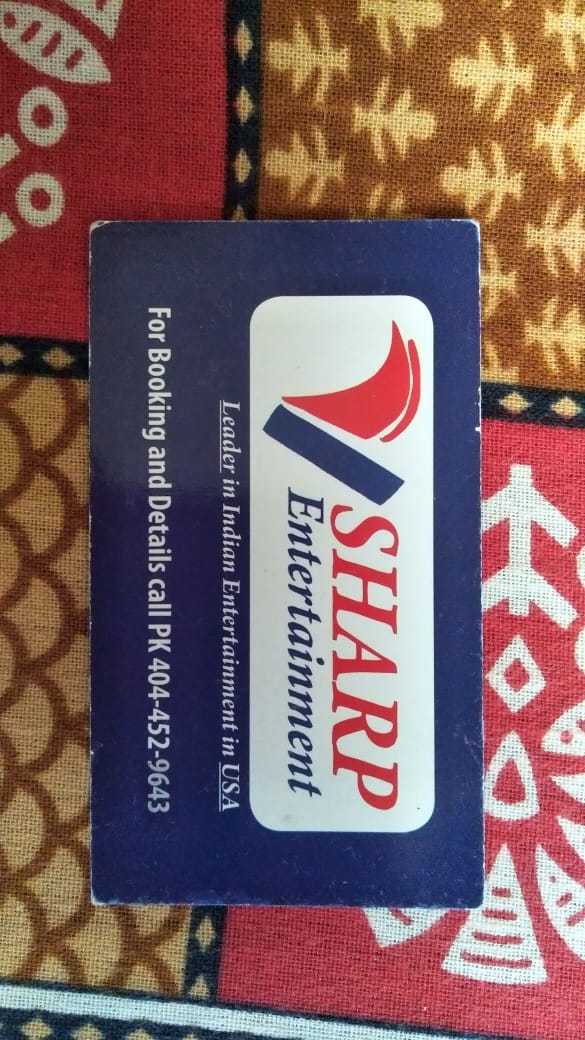 SHARP
Entertainment
Leader in Indian Entertainment in USA
For Booking and Details call PK 404-452-9643